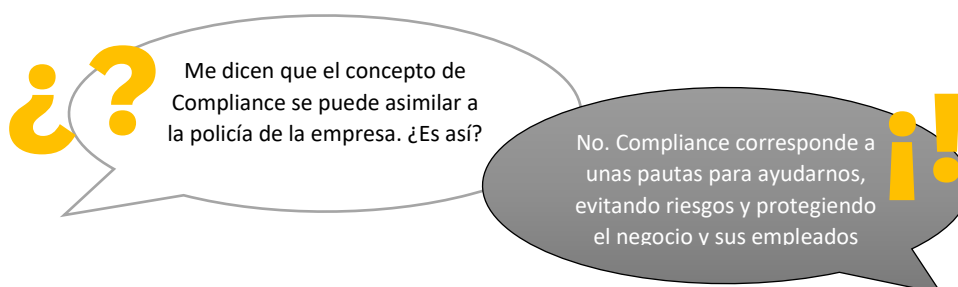 ¿?
Me dicen que el concepto de
Compliance se puede asimilar a
la policía de la empresa. ¿Es así?
¡!
No. Compliance corresponde a
unas pautas para ayudarnos,
evitando riesgos y protegiendo
el negocio y sus empleados